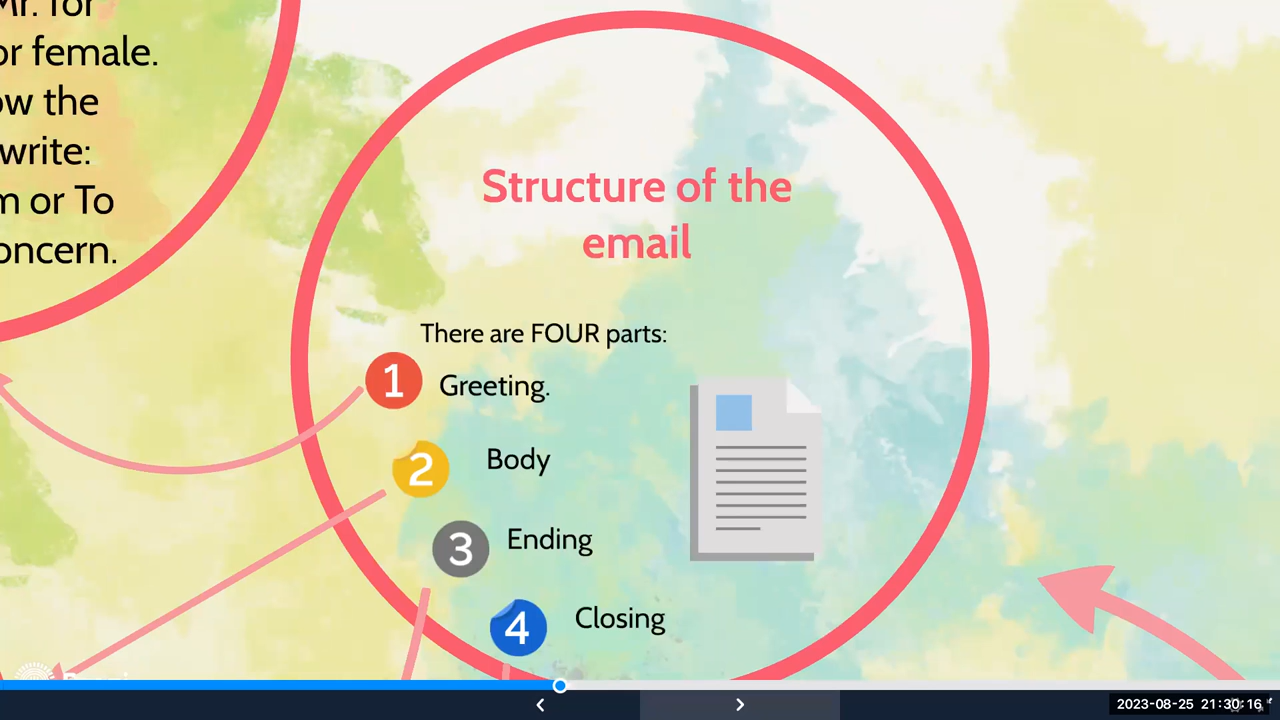 Mr. for
or female.
ow the
write:
m or To
oncern.
Structure of the
email
There are FOUR parts:
1 Greeting.
2 Body
3 Ending
4 Closing
2023-08-25 21:30:16